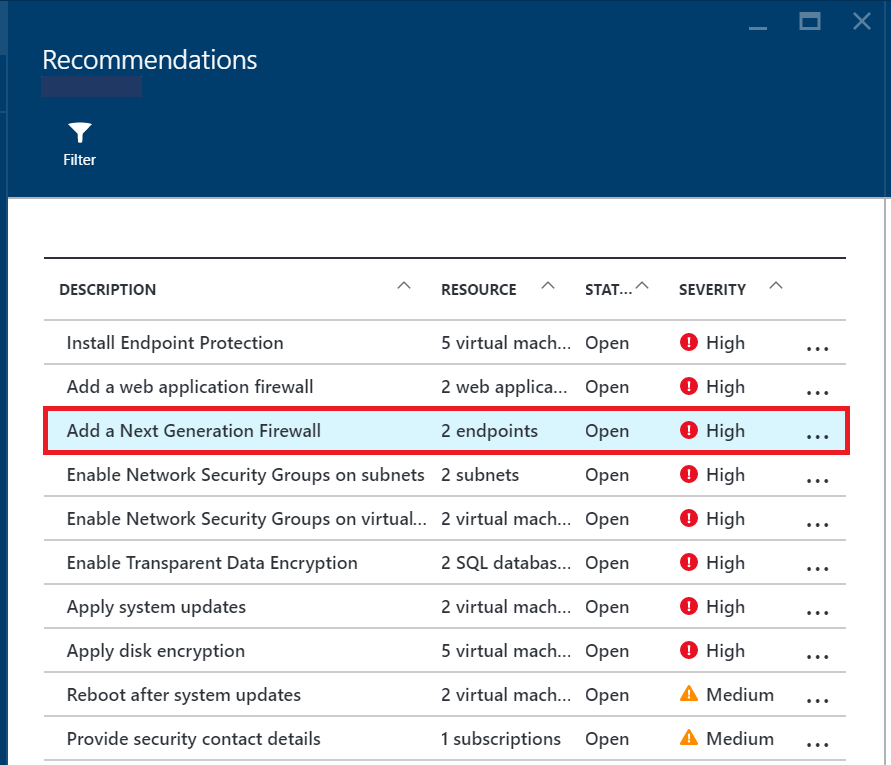 Recommendations
Filter
DESCRIPTION RESOURCE STAT... SEVERITY
Install Endpoint Protection 5 virtual mach... Open High ...
Add a web application firewall 2 web applica... Open High ...
Add a Next Generation Firewall 2 endpoints Open High ...
Enable Network Security Groups on subnets 2 subnets Open High ...
Enable Network Security Groups on virtual... 2 virtual mach... Open High ...
Enable Transparent Data Encryption 2 SQL databas... Open High ...
Apply system updates 2 virtual mach... Open High ...
Apply disk encryption 5 virtual mach... Open High ...
Reboot after system updates 2 virtual mach... Open Medium ...
Provide security contact details 1 subscriptions Open Medium ...